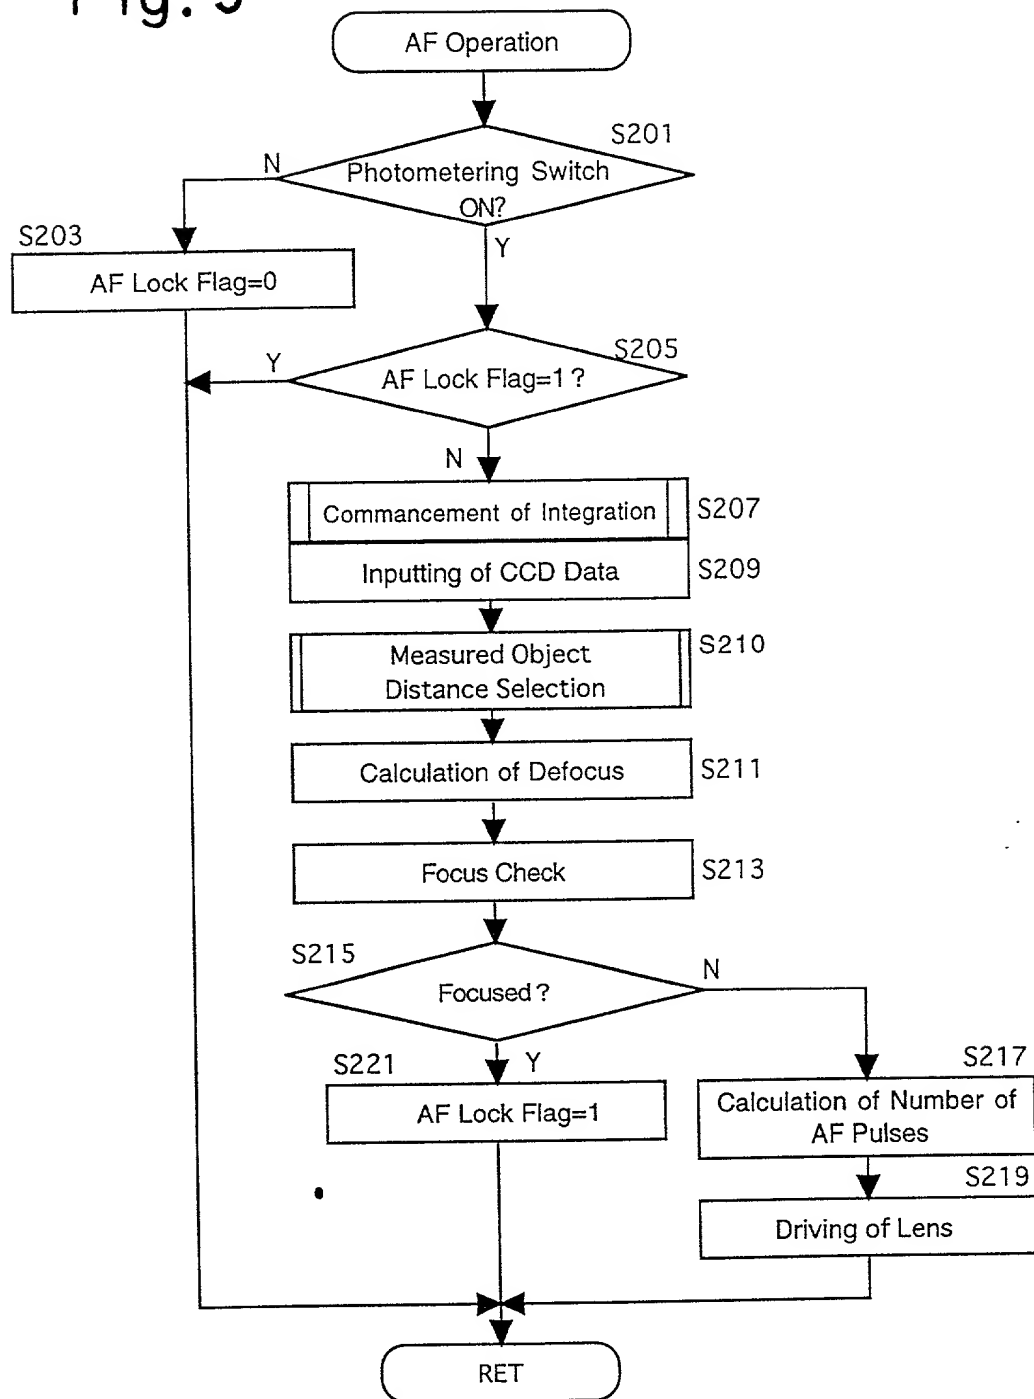 AF Operation
S201
N
Photometering Switch
ON?
Y
S203
AF Lock Flag=0
S205
Y
AF Lock Flag=1?
N
Commancement of Integration
S207
Inputting of CCD Data
S209
Measured Object
Distance Selection
S210
Calculation of Defocus
S211
Focus Check
S213
S215
Focused?
N
Y
S221
AF Lock Flag=1
S217
Calculation of Number of
AF Pulses
S219
Driving of Lens
RET